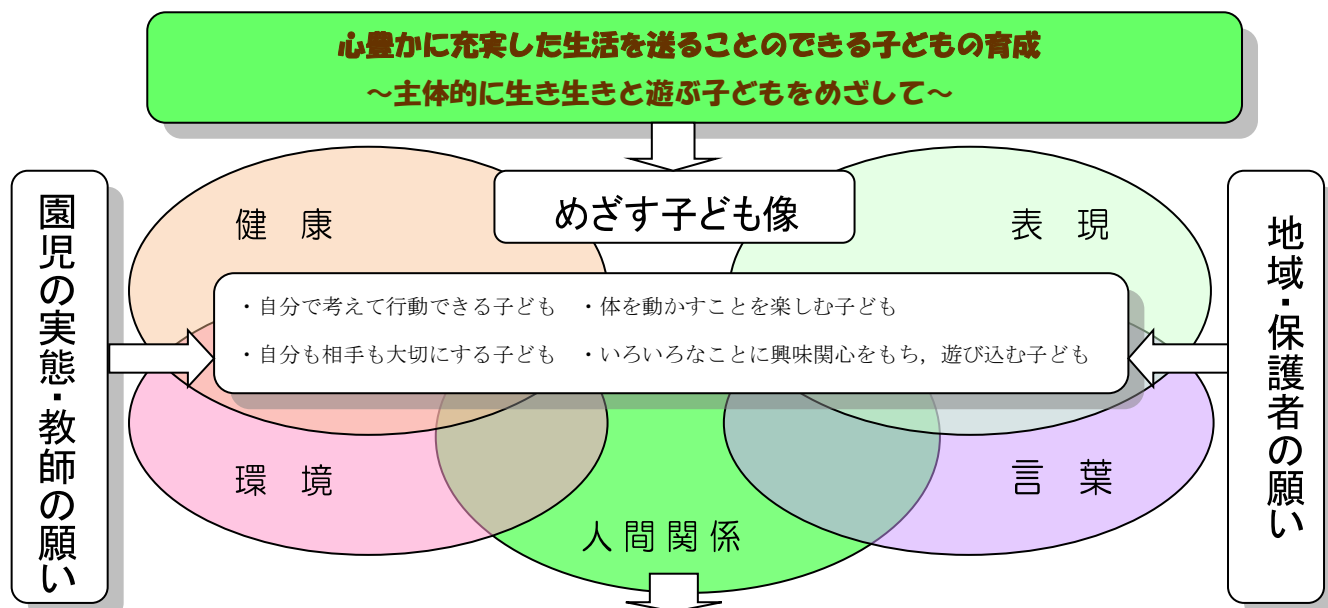 心豊かに充実した生活を送ることのできる子どもの育成
～主体的に生き生きと遊ぶ子どもをめざして～
めざす子ども像
健　康
表　現
・自分で考えて行動できる子ども　・体を動かすことを楽しむ子ども
・自分も相手も大切にする子ども　・いろいろなことに興味関心をもち，遊び込む子ども
園児の実態・教師の願い
地域・保護者の願い
環　境
言　葉
人間関係